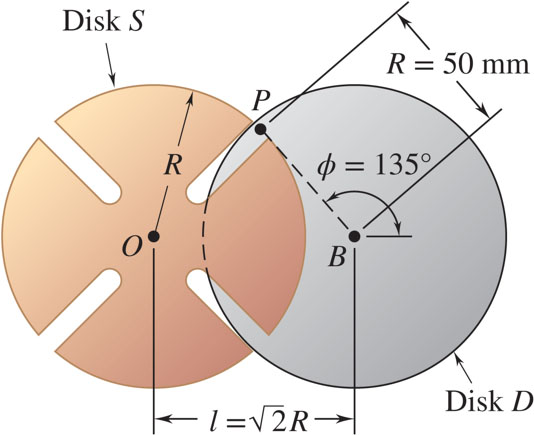 Disk S
R = 50 mm
P
R
ϕ = 135°
O
B
Disk D
l = √2R